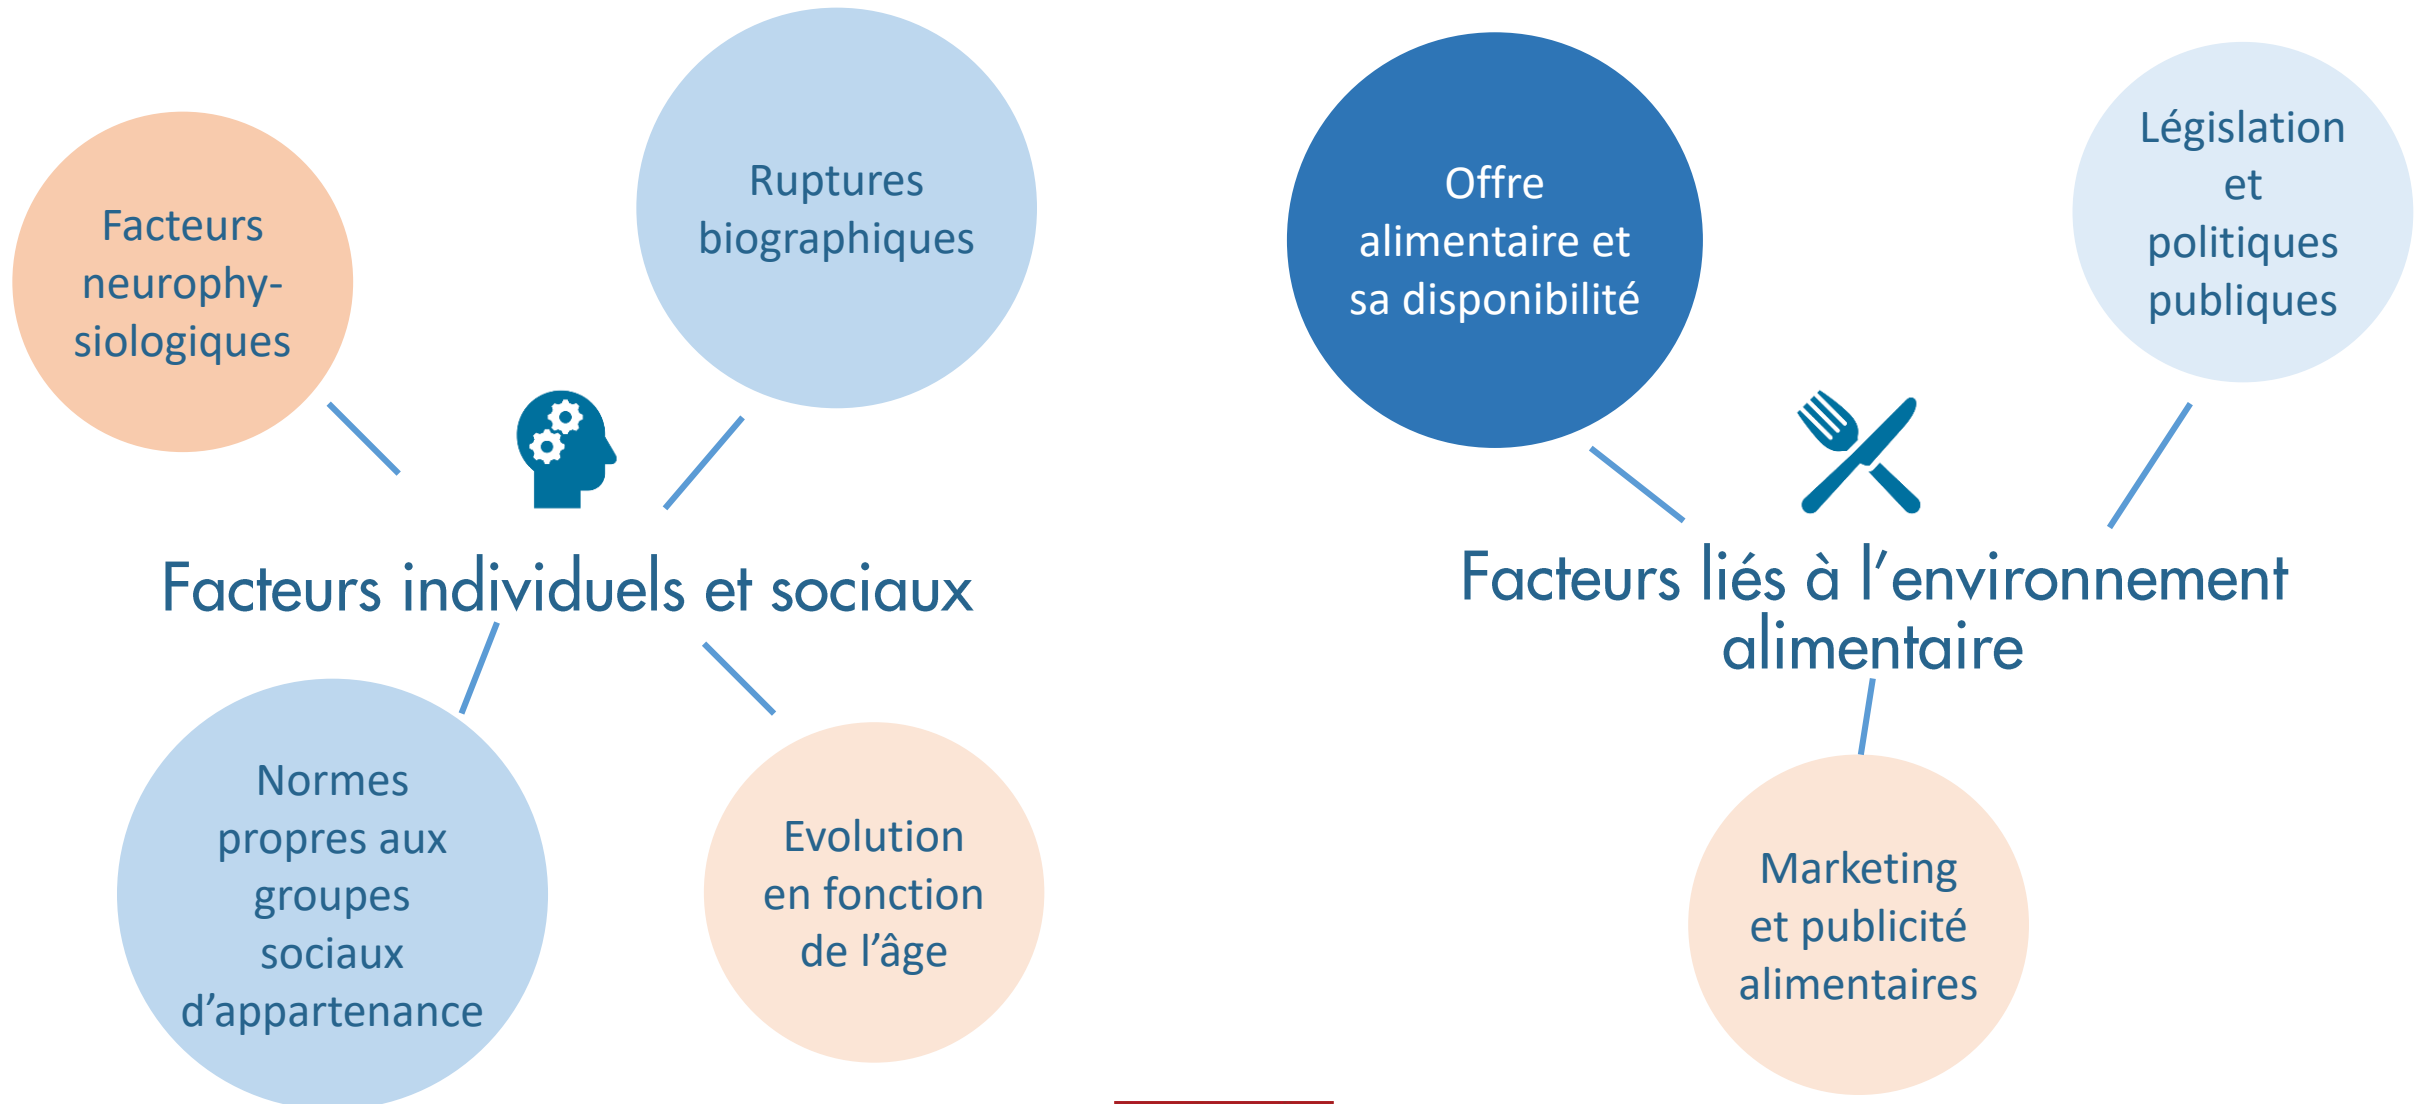 Facteurs
neurophy-
siologiques
Ruptures
biographiques
Facteurs individuels et sociaux
Normes
propres aux
groupes
sociaux
d’appartenance
Evolution
en fonction
de l’âge
Offre
alimentaire et
sa disponibilité
Législation
et
politiques
publiques
Facteurs liés à l’environnement
alimentaire
Marketing
et publicité
alimentaires